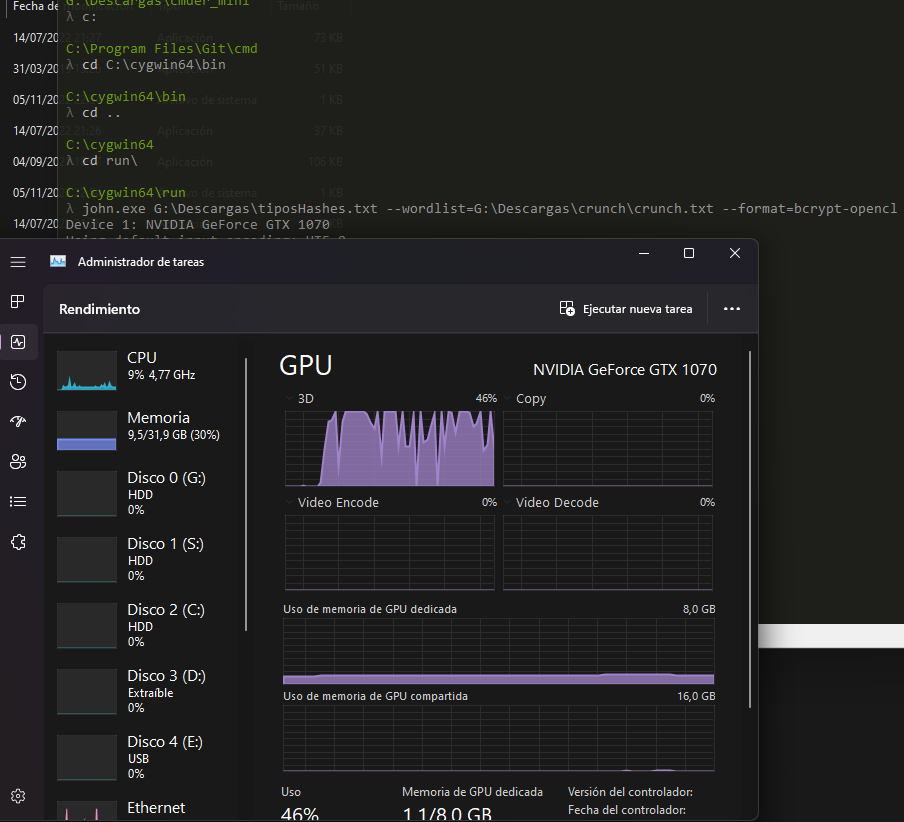 Fecha de
Tamaño
G:\Descargas\cmder_mini
λ c:
14/07/20
73 KB
C:\Program Files\Git\cmd
λ cd C:\cygwin64\bin
31/03/20
51 KB
C:\cygwin64\bin
05/11/20
1 KB
λ cd ..
14/07/20
Aplicación
37 KB
C:\cygwin64
λ cd run\
04/09/20
Aplicación
106 KB
C:\cygwin64\run
05/11/20
1 KB
λ john.exe G:\Descargas\tiposHashes.txt --wordlist=G:\Descargas\crunch\crunch.txt --format=bcrypt-opencl
14/07/20
Device 1: NVIDIA GeForce GTX 1070
Administrador de tareas
Rendimiento
Ejecutar nueva tarea
CPU
9% 4,77 GHz
Memoria
9,5/31,9 GB (30%)
Disco 0 (G:)
HDD
0%
Disco 1 (S:)
HDD
0%
Disco 2 (C:)
HDD
0%
Disco 3 (D:)
Extraíble
0%
Disco 4 (E:)
USB
0%
Ethernet
GPU
NVIDIA GeForce GTX 1070
3D
46%
Copy
0%
Video Encode
0%
Video Decode
0%
Uso de memoria de GPU dedicada
8,0 GB
Uso de memoria de GPU compartida
16,0 GB
Uso
46%
Memoria de GPU dedicada
1,1/8,0 GB
Versión del controlador:
Fecha del controlador: